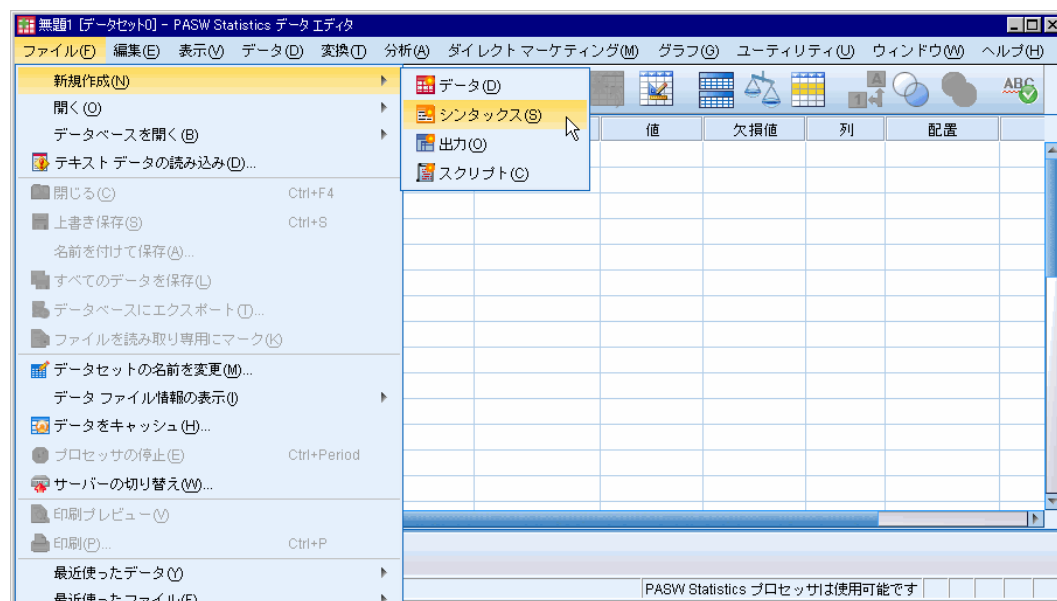 無題1 [データセット0] - PASW Statistics データ エディタ
ファイル(F) 編集(E) 表示(V) データ(D) 変換(T) 分析(A) ダイレクト マーケティング(M) グラフ(G) ユーティリティ(U) ウィンドウ(W) ヘルプ(H)
新規作成(N)
開く(O)
データベースを開く(B)
テキスト データの読み込み(D)...
閉じる(C) Ctrl+F4
上書き保存(S) Ctrl+S
名前を付けて保存(A)...
すべてのデータを保存(L)
データベースにエクスポート(T)...
ファイルを読み取り専用にマーク(K)
データセットの名前を変更(M)...
データ ファイル情報の表示(I)
データをキャッシュ(H)...
プロセッサの停止(E) Ctrl+Period
サーバーの切り替え(W)...
印刷プレビュー(V)
印刷(P)... Ctrl+P
最近使ったデータ(Y)
最近使ったファイル(F)
データ(D)
シンタックス(S)
出力(O)
スクリプト(C)
A
1
4
ABC
値 欠損値 列 配置
PASW Statistics プロセッサは使用可能です